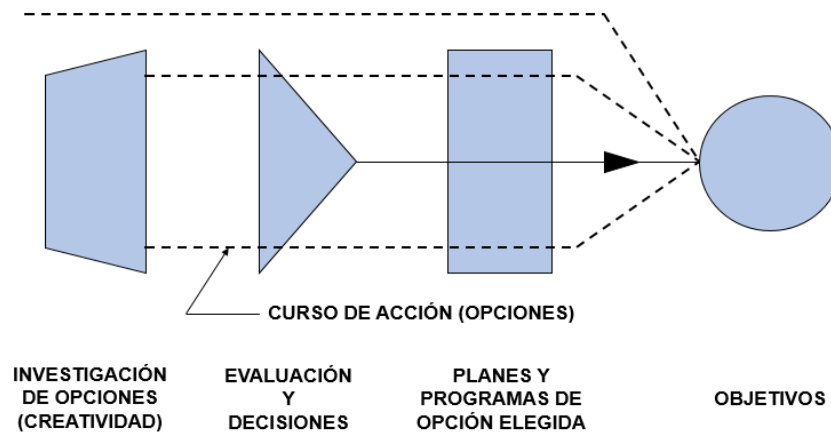 CURSO DE ACCIÓN (OPCIONES)
INVESTIGACIÓN
DE OPCIONES
(CREATIVIDAD)
EVALUACIÓN
Y
DECISIONES
PLANES Y
PROGRAMAS DE
OPCIÓN ELEGIDA
OBJETIVOS